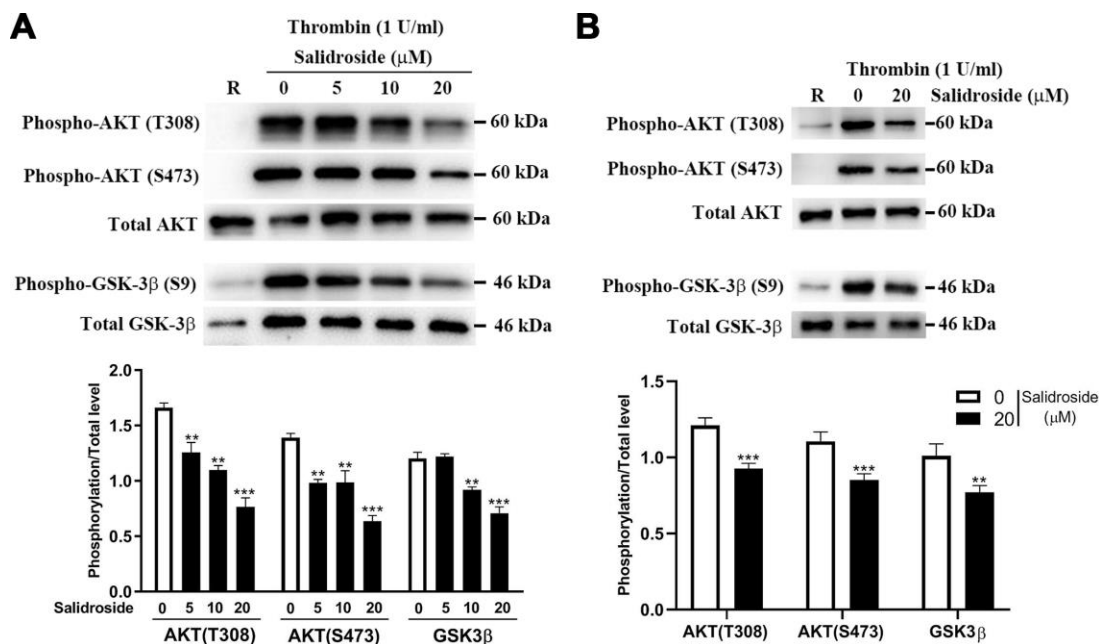 A
Thrombin (1 U/ml)
Salidroside (μM)
R 0 5 10 20
Phospho-AKT (T308) 60 kDa
Phospho-AKT (S473) 60 kDa
Total AKT 60 kDa
Phospho-GSK-3β (S9) 46 kDa
Total GSK-3β 46 kDa
Phosphorylation/Total level
2.0
1.5
1.0
0.5
0.0
** ** *** ** ** *** ** ***
Salidroside 0 5 10 20 0 5 10 20 0 5 10 20
AKT(T308) AKT(S473) GSK3β
B
Thrombin (1 U/ml)
R 0 20 Salidroside (μM)
Phospho-AKT (T308) 60 kDa
Phospho-AKT (S473) 60 kDa
Total AKT 60 kDa
Phospho-GSK-3β (S9) 46 kDa
Total GSK-3β 46 kDa
Phosphorylation/Total level
1.5
1.0
0.5
0.0
0 Salidroside
20 (μM)
*** *** **
AKT(T308) AKT(S473) GSK3β